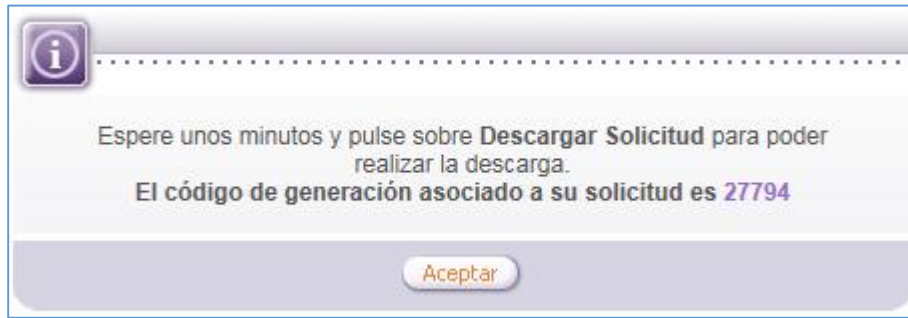 Espere unos minutos y pulse sobre Descargar Solicitud para poder
realizar la descarga.
El código de generación asociado a su solicitud es 27794
Aceptar